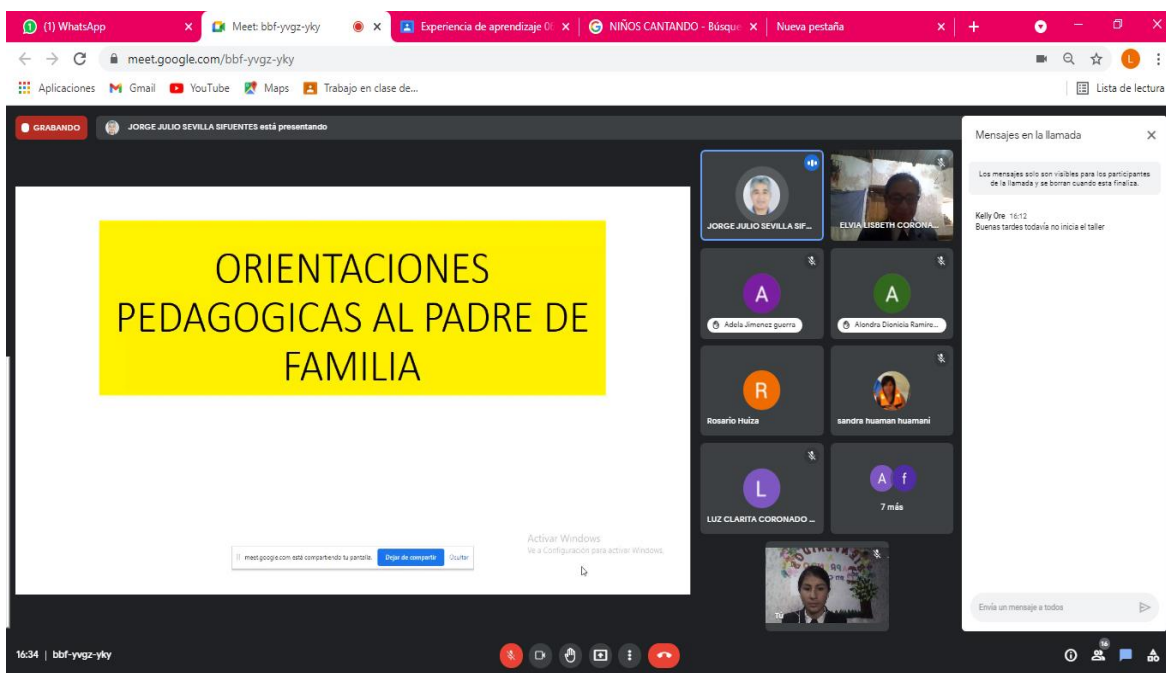 (1) WhatsApp
Meet: bbf-yvgz-yky
Experiencia de aprendizaje 0
NIÑOS CANTANDO - Búsque
Nueva pestaña
meet.google.com/bbf-yvgz-yky
L
Aplicaciones
Gmail
YouTube
Maps
Trabajo en clase de...
Lista de lectura
GRABANDO
JORGE JULIO SEVILLA SIFUENTES está presentando
ORIENTACIONES
PEDAGOGICAS AL PADRE DE
FAMILIA
Activar Windows
Ve a Configuración para activar Windows.
meet.google.com está compartiendo tu pantalla.
Dejar de compartir
Ocultar
JORGE JULIO SEVILLA SIF...
ELVIA LISBETH CORONA...
A
Adela Jimenez guerra
A
Alondra Dionicia Ramire...
R
Rosario Huiza
sandra huaman huamani
L
LUZ CLARITA CORONADO ...
A f
7 más
Tú
Mensajes en la llamada
Los mensajes solo son visibles para los participantes
de la llamada y se borran cuando esta finaliza.
Kelly Ore 16:12
Buenas tardes todavía no inicia el taller
Envía un mensaje a todos
16:34 | bbf-yvgz-yky
16